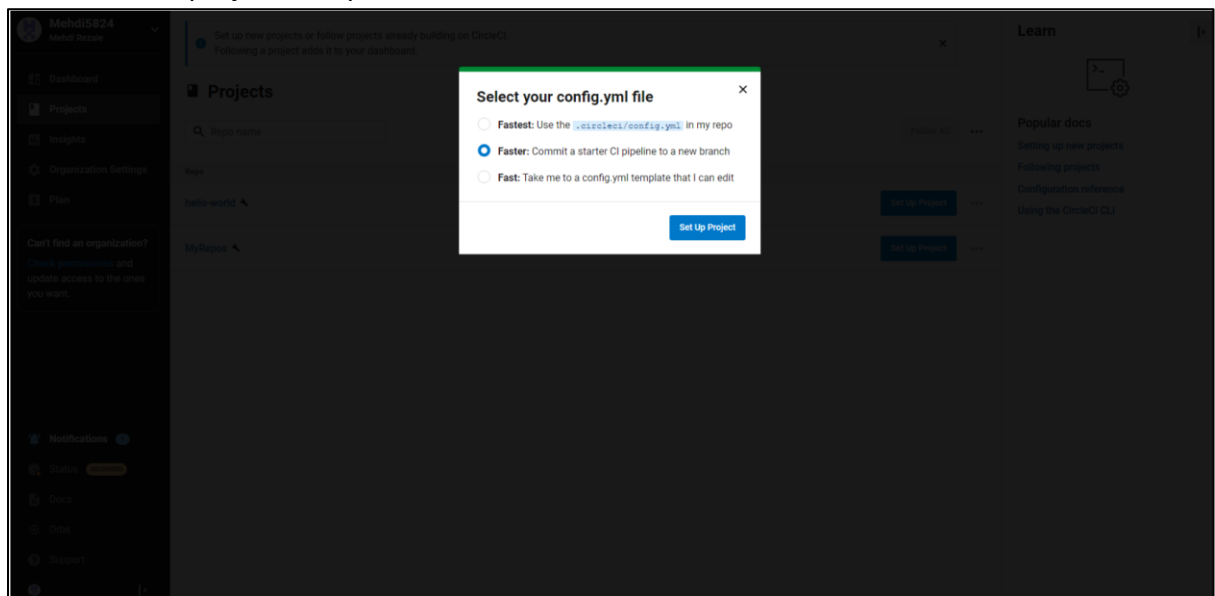 Mehdi5824
Mehdi Rezaie
Dashboard
Projects
Insights
Organization Settings
Plan
Can't find an organization?
Check permissions and
update access to the ones
you want.
Notifications
Status
Docs
Orbs
Support
Set up new projects or follow projects already building on CircleCI.
Following a project adds it to your dashboard.
Projects
Repo name
Follow All
Repo
hello-world
Set Up Project
MyRepos
Set Up Project
Select your config.yml file
Fastest: Use the .circleci/config.yml in my repo
Faster: Commit a starter CI pipeline to a new branch
Fast: Take me to a config.yml template that I can edit
Set Up Project
Learn
Popular docs
Setting up new projects
Following projects
Configuration reference
Using the CircleCI CLI